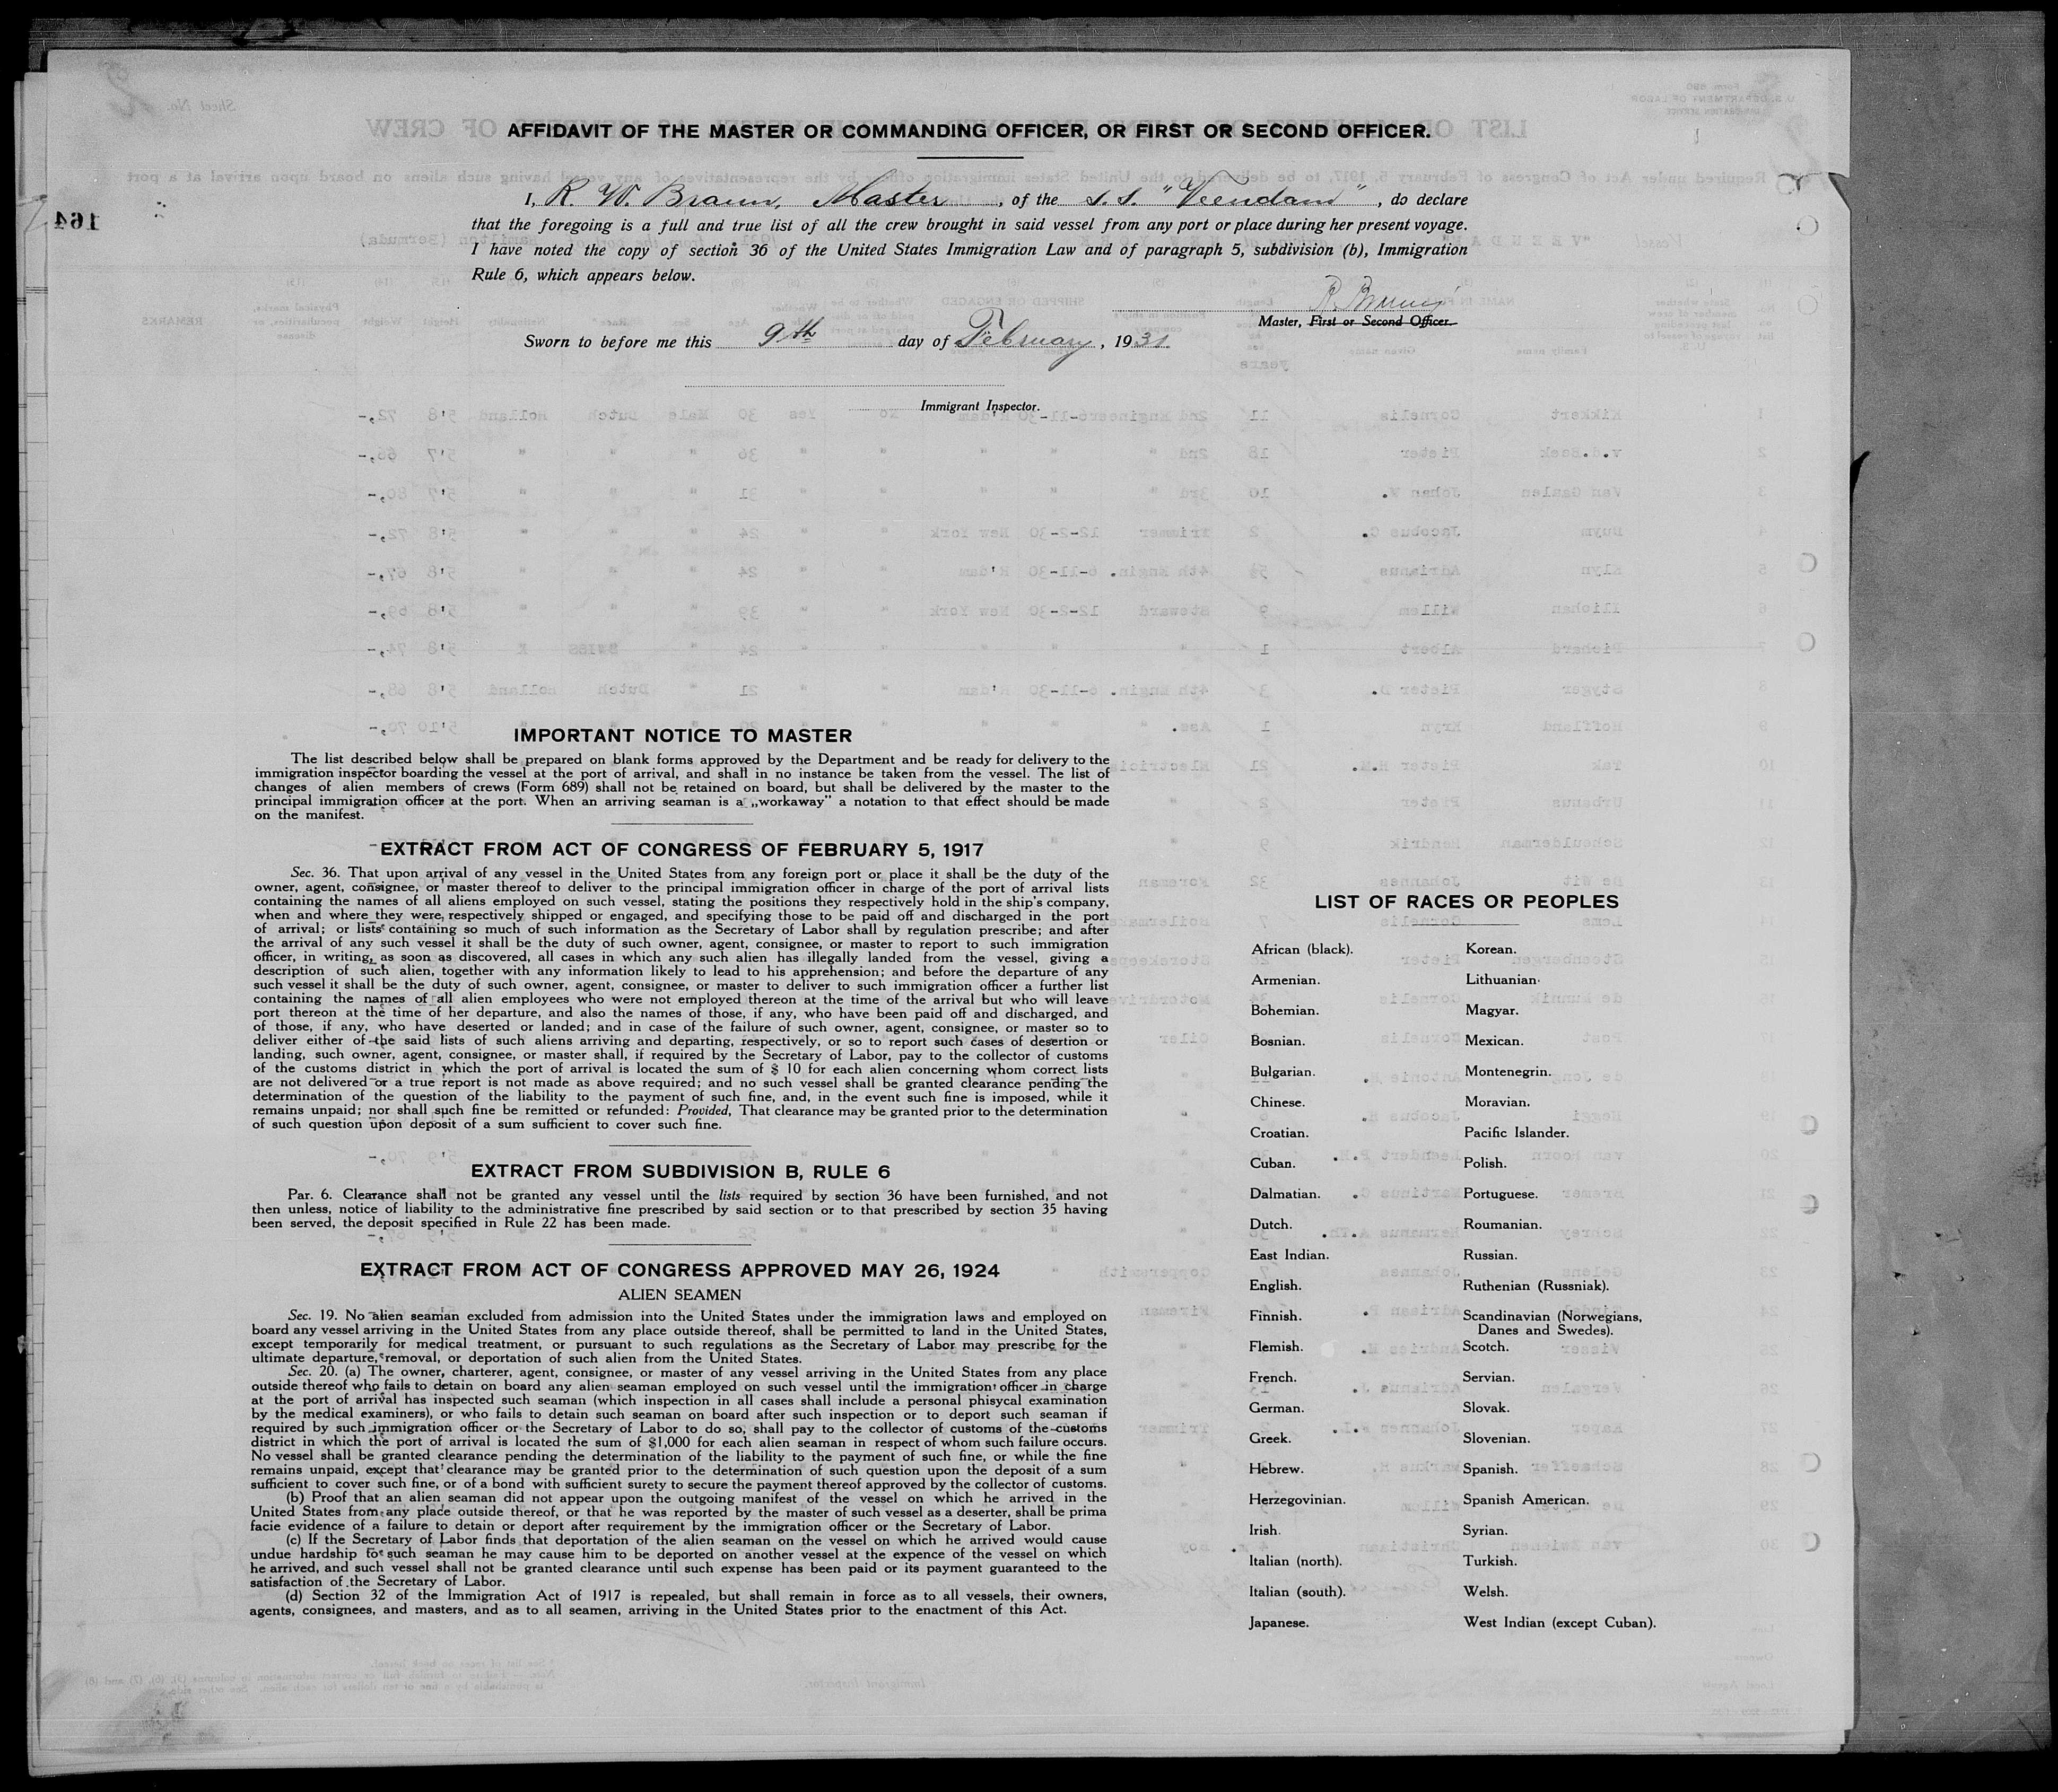 AFFIDAVIT OF THE MASTER OR COMMANDING OFFICER, OR FIRST OR SECOND OFFICER.
I, R. W. Braun, Master, of the s.s. "Veendam", do declare
that the foregoing is a full and true list of all the crew brought in said vessel from any port or place during her present voyage.
I have noted the copy of section 36 of the United States Immigration Law and of paragraph 5, subdivision (b), Immigration
Rule 6, which appears below.
Master, First or Second Officer.
Sworn to before me this 9th day of February, 1931.
Immigrant Inspector.
164
IMPORTANT NOTICE TO MASTER
The list described below shall be prepared on blank forms approved by the Department and be ready for delivery to the
immigration inspector boarding the vessel at the port of arrival, and shall in no instance be taken from the vessel. The list of
changes of alien members of crews (Form 689) shall not be retained on board, but shall be delivered by the master to the
principal immigration officer at the port. When an arriving seaman is a „workaway" a notation to that effect should be made
on the manifest.
EXTRACT FROM ACT OF CONGRESS OF FEBRUARY 5, 1917
Sec. 36. That upon arrival of any vessel in the United States from any foreign port or place it shall be the duty of the
owner, agent, consignee, or master thereof to deliver to the principal immigration officer in charge of the port of arrival lists
containing the names of all aliens employed on such vessel, stating the positions they respectively hold in the ship's company,
when and where they were respectively shipped or engaged, and specifying those to be paid off and discharged in the port
of arrival; or lists containing so much of such information as the Secretary of Labor shall by regulation prescribe; and after
the arrival of any such vessel it shall be the duty of such owner, agent, consignee, or master to report to such immigration
officer, in writing, as soon as discovered, all cases in which any such alien has illegally landed from the vessel, giving a
description of such alien, together with any information likely to lead to his apprehension; and before the departure of any
such vessel it shall be the duty of such owner, agent, consignee, or master to deliver to such immigration officer a further list
containing the names of all alien employees who were not employed thereon at the time of the arrival but who will leave
port thereon at the time of her departure, and also the names of those, if any, who have been paid off and discharged, and
of those, if any, who have deserted or landed; and in case of the failure of such owner, agent, consignee, or master so to
deliver either of the said lists of such aliens arriving and departing, respectively, or so to report such cases of desertion or
landing, such owner, agent, consignee, or master shall, if required by the Secretary of Labor, pay to the collector of customs
of the customs district in which the port of arrival is located the sum of $ 10 for each alien concerning whom correct lists
are not delivered or a true report is not made as above required; and no such vessel shall be granted clearance pending the
determination of the question of the liability to the payment of such fine, and, in the event such fine is imposed, while it
remains unpaid; nor shall such fine be remitted or refunded: Provided, That clearance may be granted prior to the determination
of such question upon deposit of a sum sufficient to cover such fine.
EXTRACT FROM SUBDIVISION B, RULE 6
Par. 6. Clearance shall not be granted any vessel until the lists required by section 36 have been furnished, and not
then unless, notice of liability to the administrative fine prescribed by said section or to that prescribed by section 35 having
been served, the deposit specified in Rule 22 has been made.
EXTRACT FROM ACT OF CONGRESS APPROVED MAY 26, 1924
ALIEN SEAMEN
Sec. 19. No alien seaman excluded from admission into the United States under the immigration laws and employed on
board any vessel arriving in the United States from any place outside thereof, shall be permitted to land in the United States,
except temporarily for medical treatment, or pursuant to such regulations as the Secretary of Labor may prescribe for the
ultimate departure, removal, or deportation of such alien from the United States.
Sec. 20. (a) The owner, charterer, agent, consignee, or master of any vessel arriving in the United States from any place
outside thereof who fails to detain on board any alien seaman employed on such vessel until the immigration officer in charge
at the port of arrival has inspected such seaman (which inspection in all cases shall include a personal phisycal examination
by the medical examiners), or who fails to detain such seaman on board after such inspection or to deport such seaman if
required by such immigration officer or the Secretary of Labor to do so, shall pay to the collector of customs of the customs
district in which the port of arrival is located the sum of $1,000 for each alien seaman in respect of whom such failure occurs.
No vessel shall be granted clearance pending the determination of the liability to the payment of such fine, or while the fine
remains unpaid, except that clearance may be granted prior to the determination of such question upon the deposit of a sum
sufficient to cover such fine, or of a bond with sufficient surety to secure the payment thereof approved by the collector of customs.
(b) Proof that an alien seaman did not appear upon the outgoing manifest of the vessel on which he arrived in the
United States from any place outside thereof, or that he was reported by the master of such vessel as a deserter, shall be prima
facie evidence of a failure to detain or deport after requirement by the immigration officer or the Secretary of Labor.
(c) If the Secretary of Labor finds that deportation of the alien seaman on the vessel on which he arrived would cause
undue hardship to such seaman he may cause him to be deported on another vessel at the expence of the vessel on which
he arrived, and such vessel shall not be granted clearance until such expense has been paid or its payment guaranteed to the
satisfaction of the Secretary of Labor.
(d) Section 32 of the Immigration Act of 1917 is repealed, but shall remain in force as to all vessels, their owners,
agents, consignees, and masters, and as to all seamen, arriving in the United States prior to the enactment of this Act.
LIST OF RACES OR PEOPLES
African (black).
Armenian.
Bohemian.
Bosnian.
Bulgarian.
Chinese.
Croatian.
Cuban.
Dalmatian.
Dutch.
East Indian.
English.
Finnish.
Flemish.
French.
German.
Greek.
Hebrew.
Herzegovinian.
Irish.
Italian (north).
Italian (south).
Japanese.
Korean.
Lithuanian.
Magyar.
Mexican.
Montenegrin.
Moravian.
Pacific Islander.
Polish.
Portuguese.
Roumanian.
Russian.
Ruthenian (Russniak).
Scandinavian (Norwegians,
Danes and Swedes).
Scotch.
Servian.
Slovak.
Slovenian.
Spanish.
Spanish American.
Syrian.
Turkish.
Welsh.
West Indian (except Cuban).